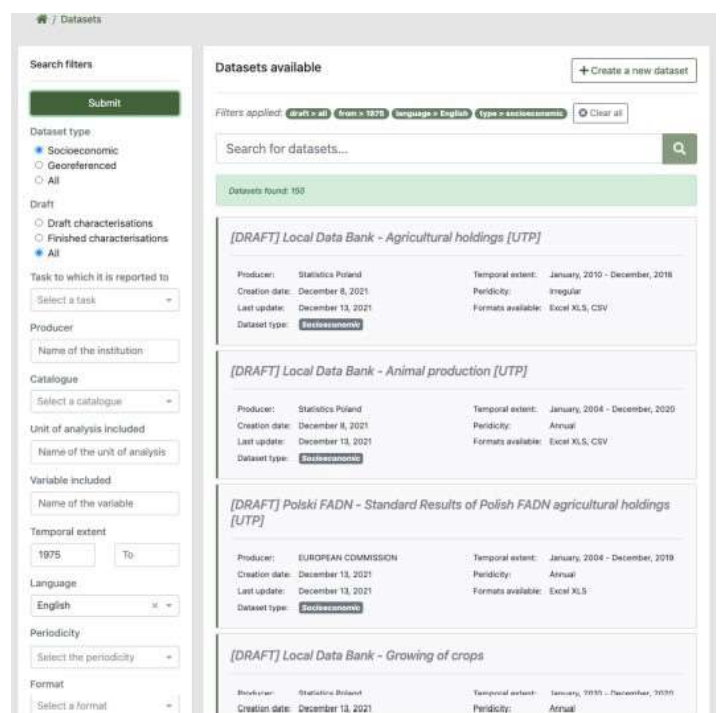 / Datasets
Search filters
Submit
Dataset type
Socioeconomic
Georeferenced
All
Draft
Draft characterisations
Finished characterisations
All
Task to which it is reported to
Select a task
Producer
Name of the institution
Catalogue
Select a catalogue
Unit of analysis included
Name of the unit of analysis
Variable included
Name of the variable
Temporal extent
1975 To
Language
English
Periodicity
Select the periodicity
Format
Select a format
Datasets available
+ Create a new dataset
Filters applied: draft > all from > 1975 language > English type > socioeconomic Clear all
Search for datasets...
Datasets found: 150
[DRAFT] Local Data Bank - Agricultural holdings [UTP]
Producer: Statistics Poland Temporal extent: January, 2010 - December, 2016
Creation date: December 8, 2021 Peridicity: Irregular
Last update: December 13, 2021 Formats available: Excel XLS, CSV
Dataset type: Socioeconomic
[DRAFT] Local Data Bank - Animal production [UTP]
Producer: Statistics Poland Temporal extent: January, 2004 - December, 2020
Creation date: December 8, 2021 Peridicity: Annual
Last update: December 13, 2021 Formats available: Excel XLS, CSV
Dataset type: Socioeconomic
[DRAFT] Polski FADN - Standard Results of Polish FADN agricultural holdings
[UTP]
Producer: EUROPEAN COMMISSION Temporal extent: January, 2004 - December, 2019
Creation date: December 13, 2021 Peridicity: Annual
Last update: December 13, 2021 Formats available: Excel XLS
Dataset type: Socioeconomic
[DRAFT] Local Data Bank - Growing of crops
Producer: Statistics Poland Temporal extent: January, 2010 - December, 2020
Creation date: December 13, 2021 Peridicity: Annual